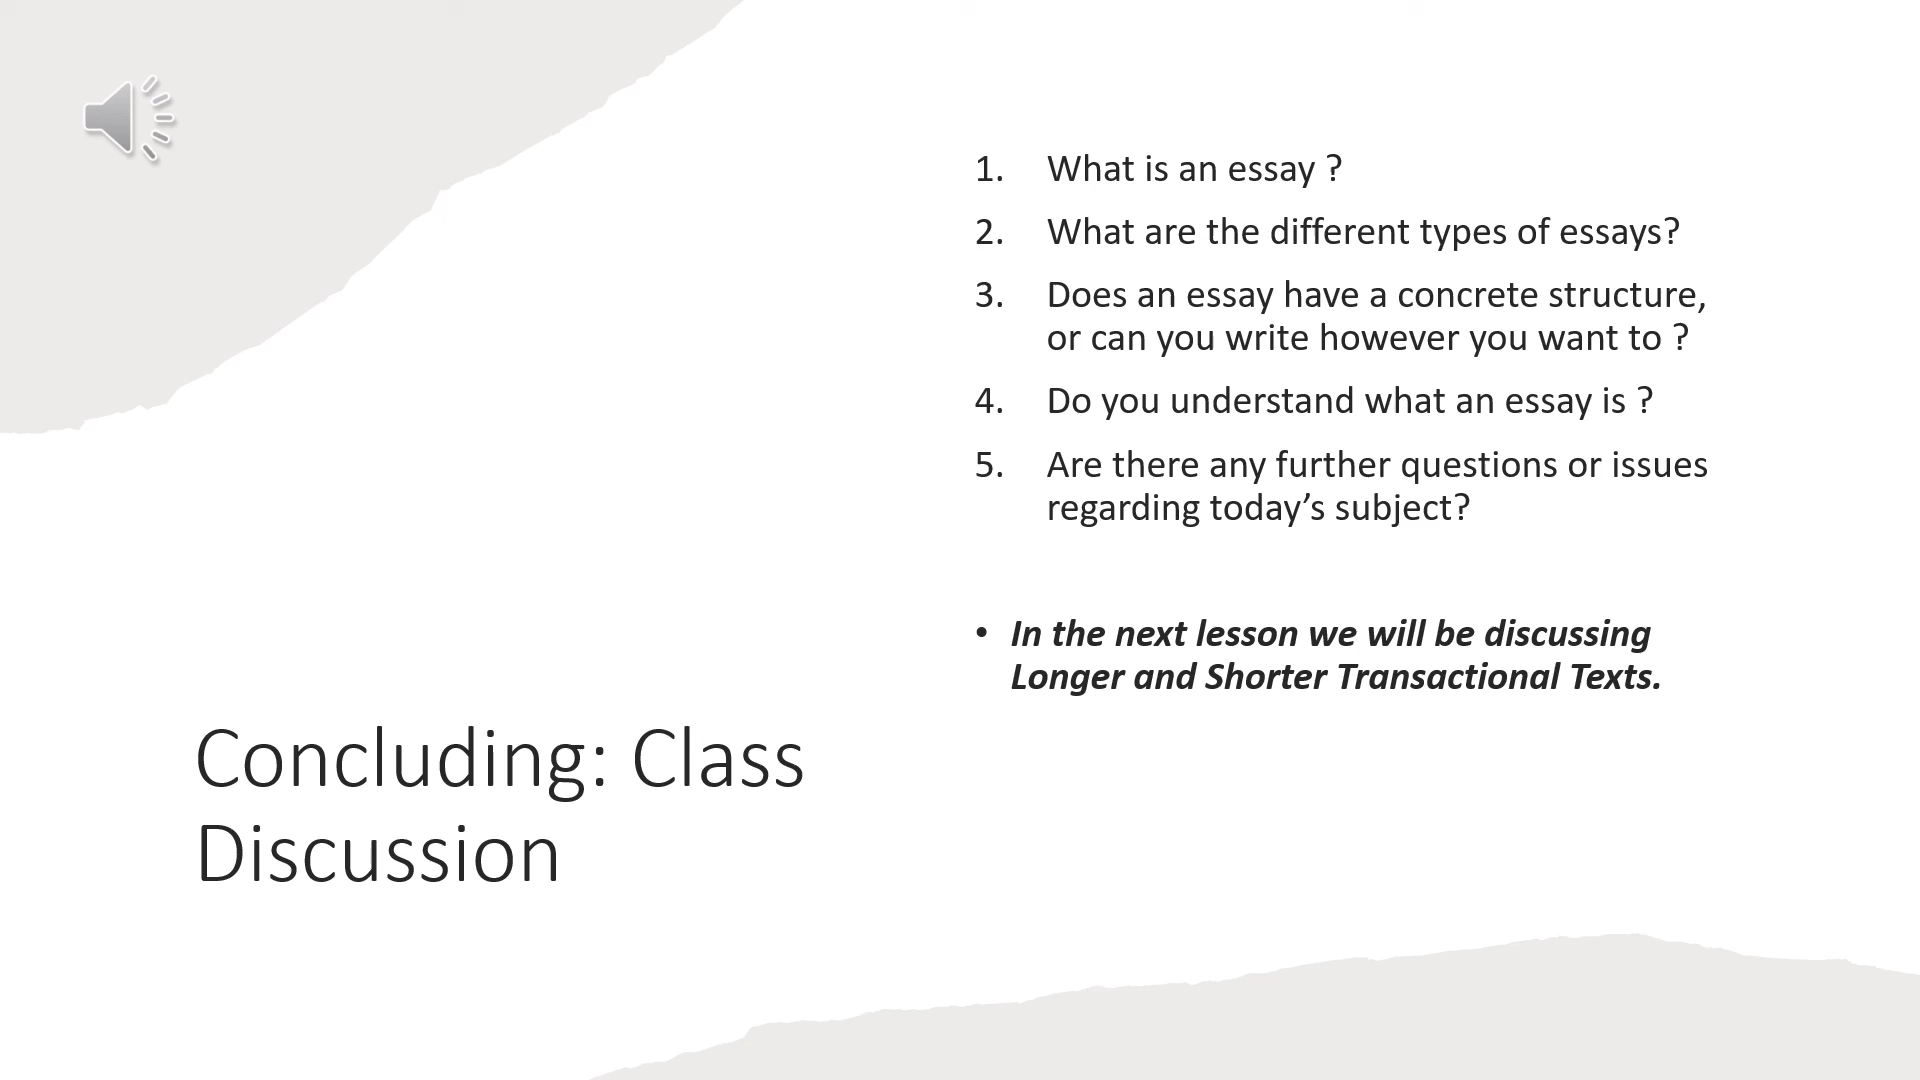 1. What is an essay ?
2. What are the different types of essays?
3. Does an essay have a concrete structure,
or can you write however you want to ?
4. Do you understand what an essay is ?
5. Are there any further questions or issues
regarding today’s subject?
• In the next lesson we will be discussing
Longer and Shorter Transactional Texts.
Concluding: Class
Discussion